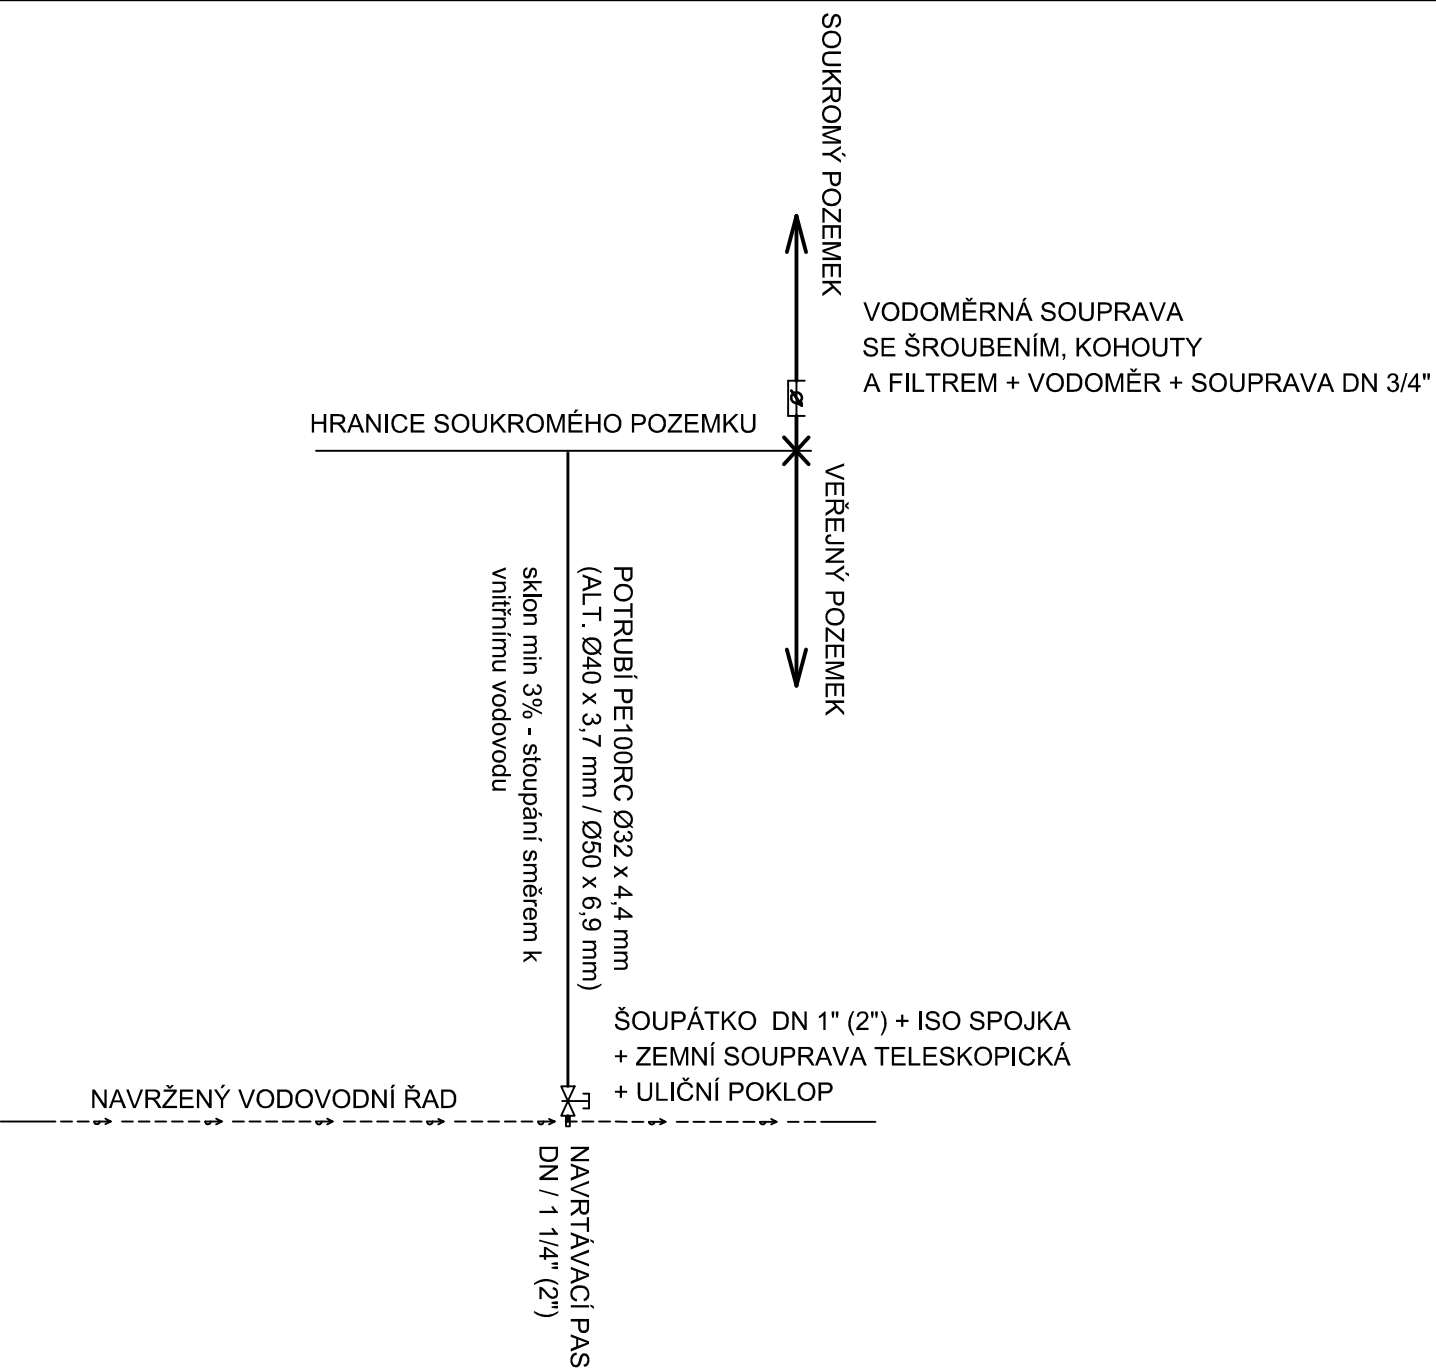 SOUKROMÝ POZEMEK
VODOMĚRNÁ SOUPRAVA
SE ŠROUBENÍM, KOHOUTY
A FILTREM + VODOMĚR + SOUPRAVA DN 3/4"
HRANICE SOUKROMÉHO POZEMKU
VEŘEJNÝ POZEMEK
POTRUBÍ PE100RC Ø32 x 4,4 mm
(ALT. Ø40 x 3,7 mm / Ø50 x 6,9 mm)
sklon min 3% - stoupání směrem k
vnitřnímu vodovodu
ŠOUPÁTKO DN 1" (2") + ISO SPOJKA
+ ZEMNÍ SOUPRAVA TELESKOPICKÁ
+ ULIČNÍ POKLOP
NAVRŽENÝ VODOVODNÍ ŘAD
NAVRTÁVACÍ PAS
DN / 1 1/4" (2")